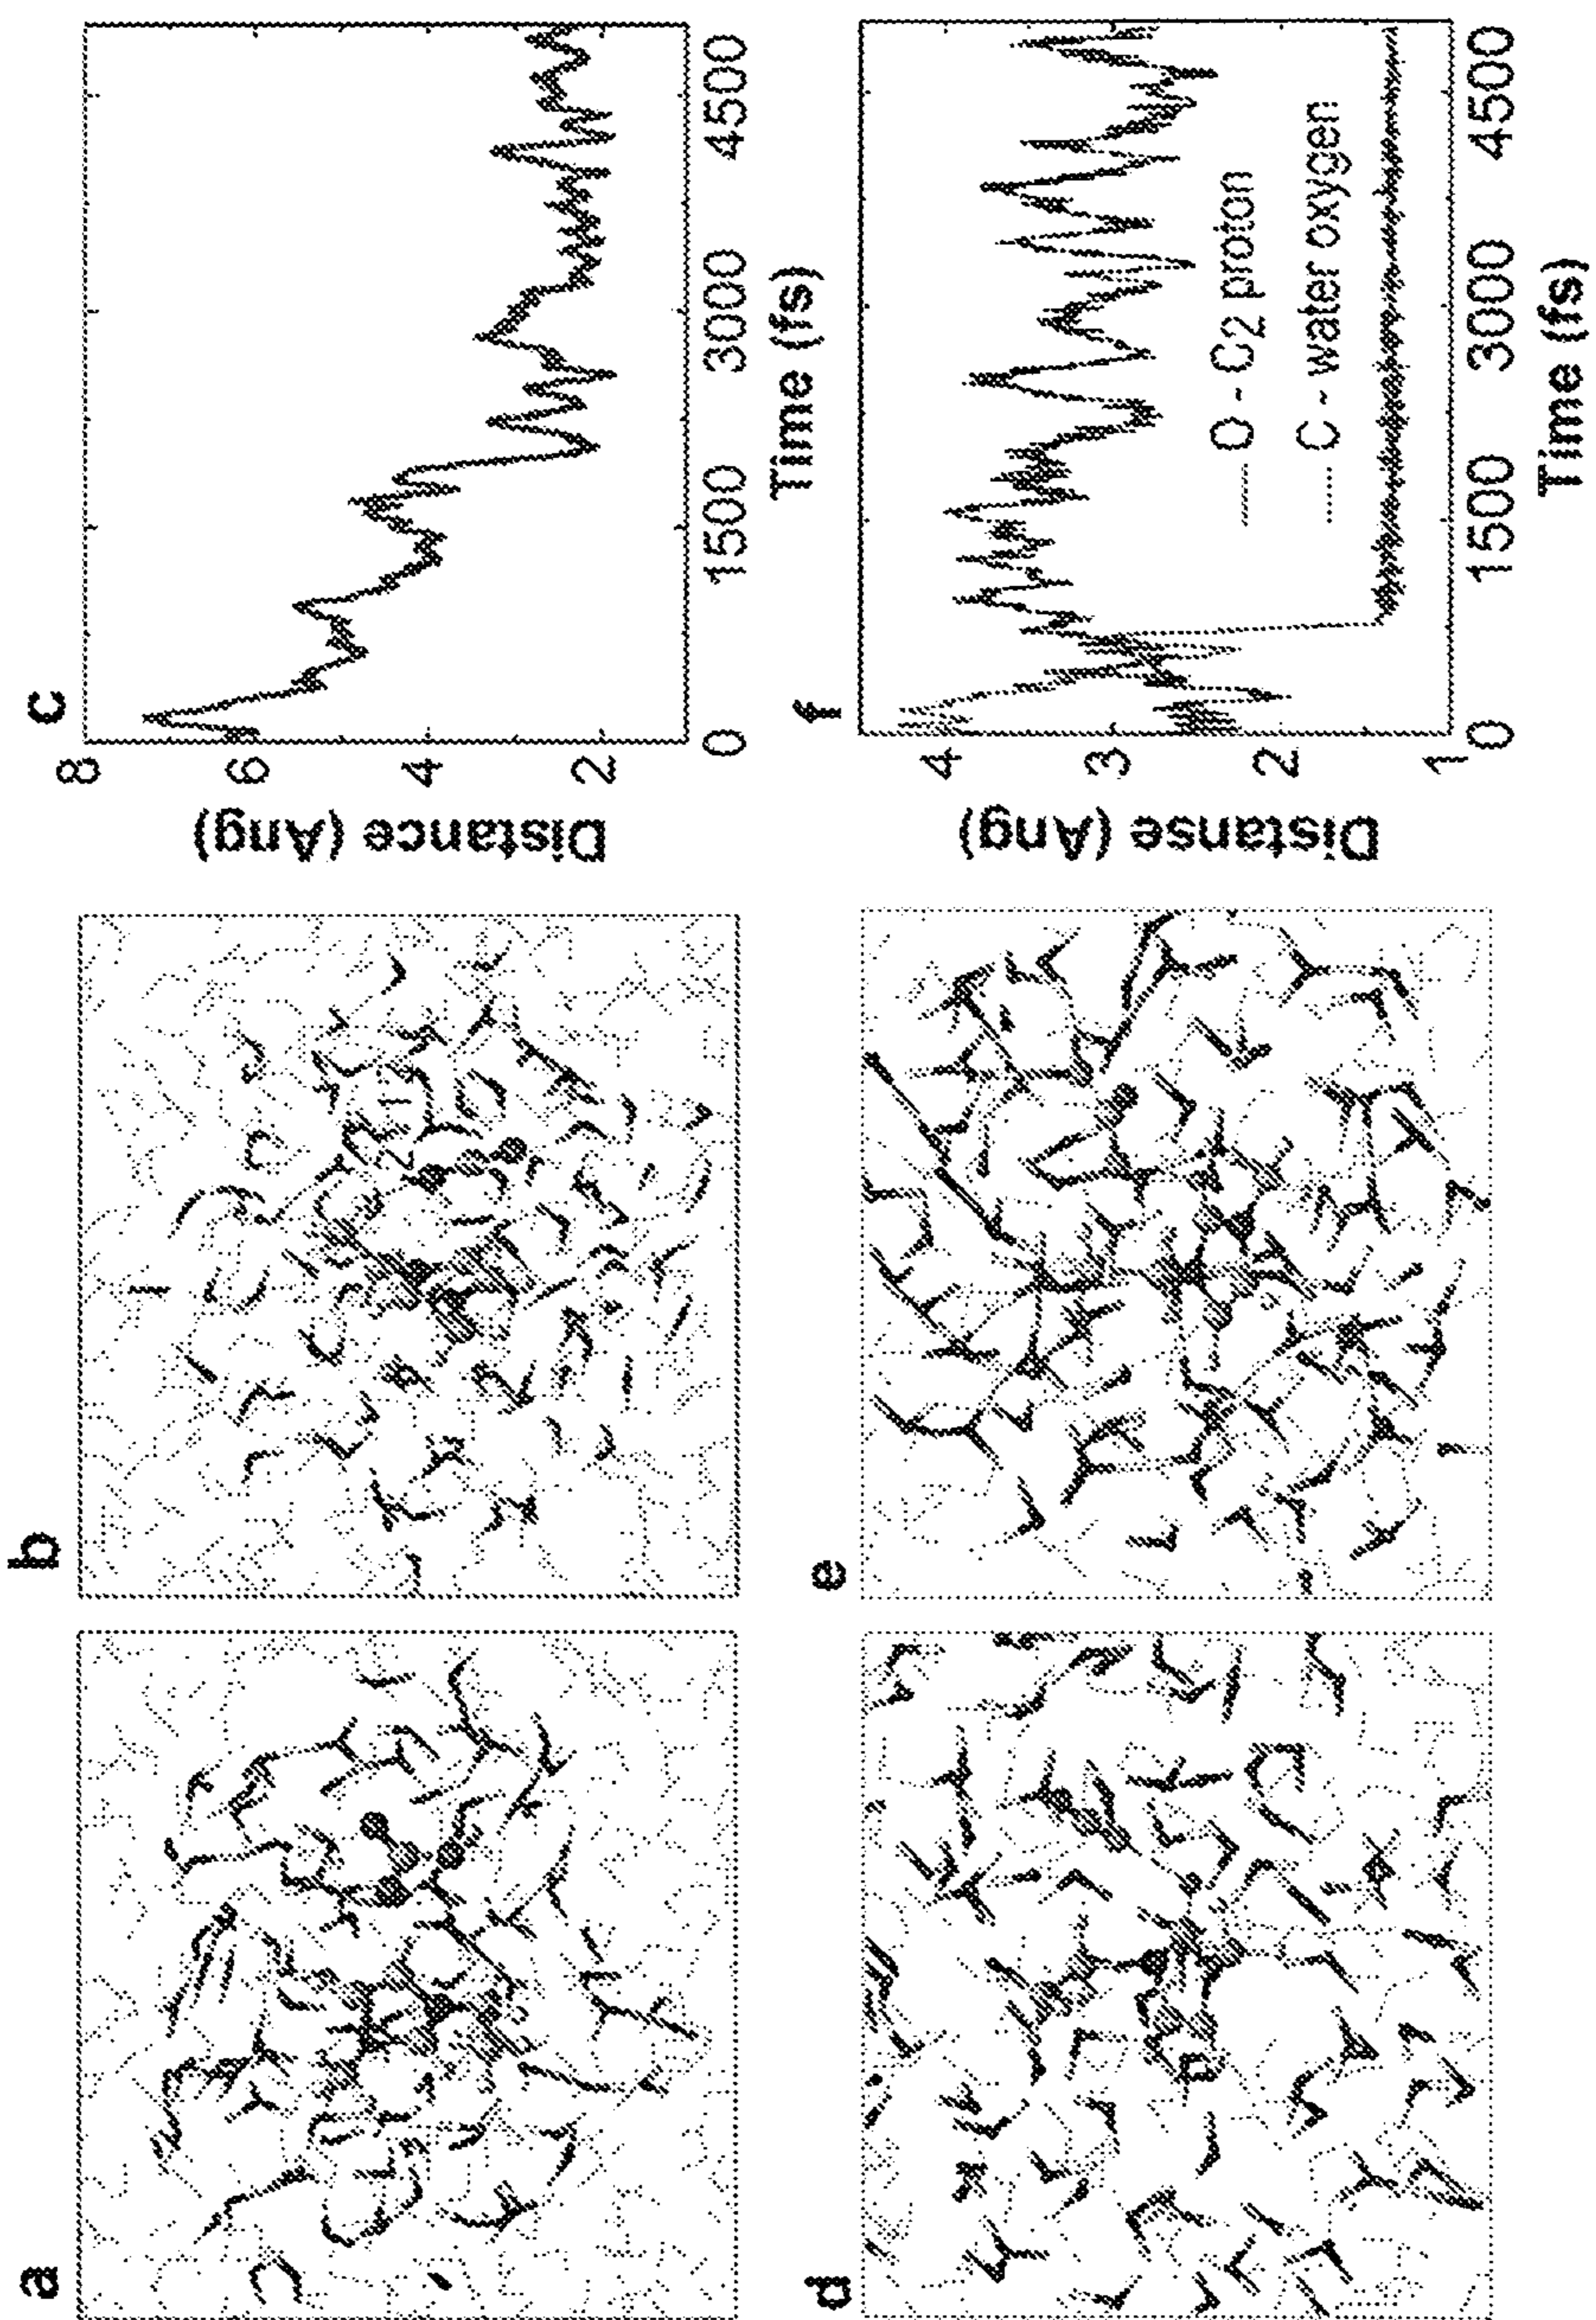 a
b
c
Distance (Ang)
8
6
4
2
0
1500
3000
4500
Time (fs)
d
e
f
Distanse (Ang)
4
3
2
1
O - C2 proton
C - water oxygen
0
1500
3000
4500
Time (fs)